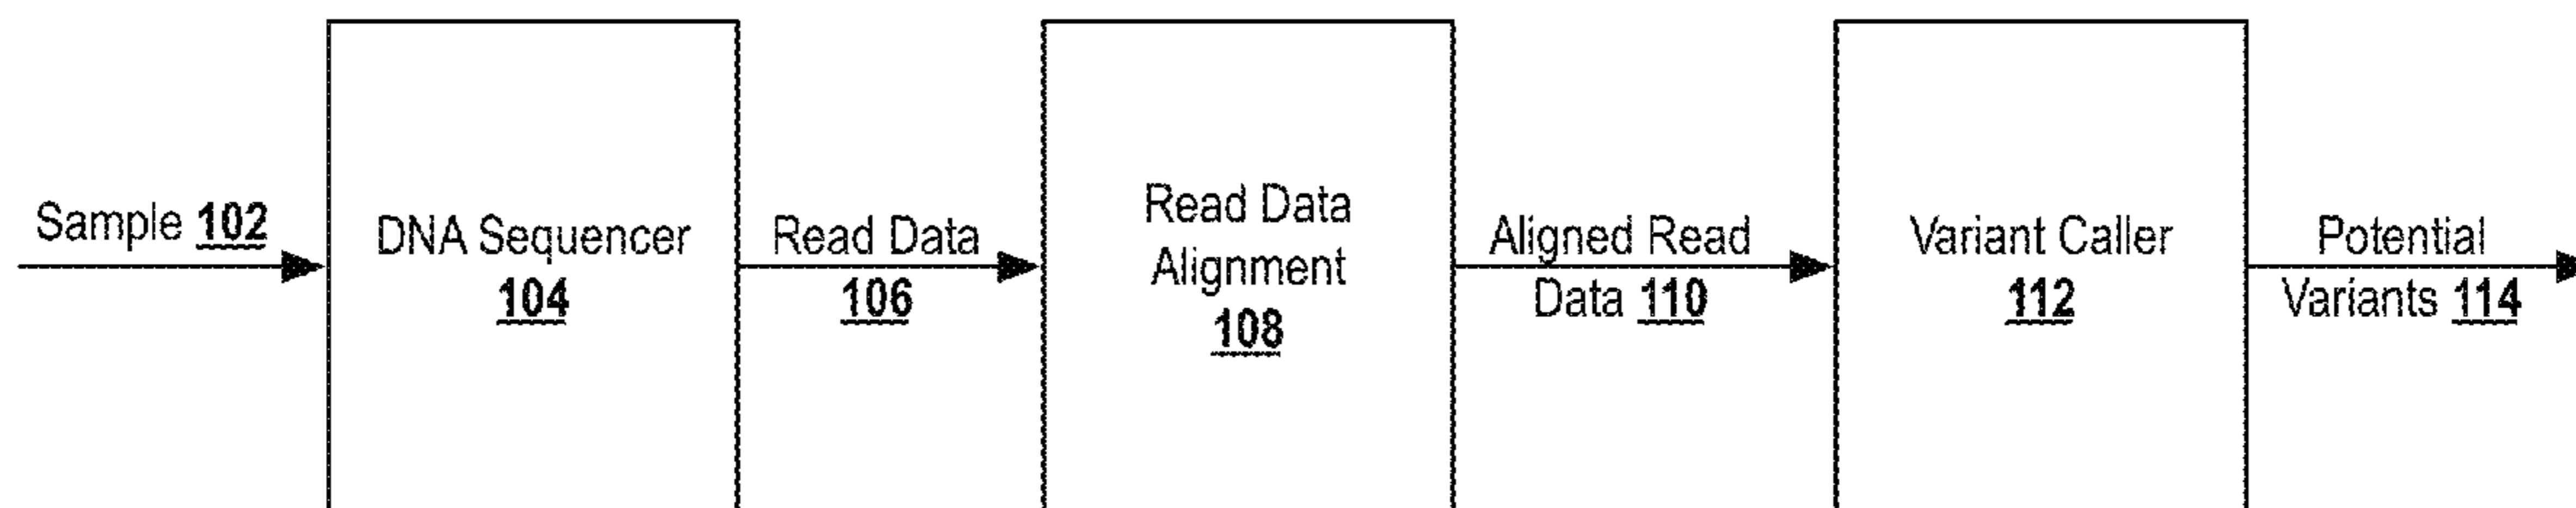 Sample 102
DNA Sequencer
104
Read Data
106
Read Data
Alignment
108
Aligned Read
Data 110
Variant Caller
112
Potential
Variants 114